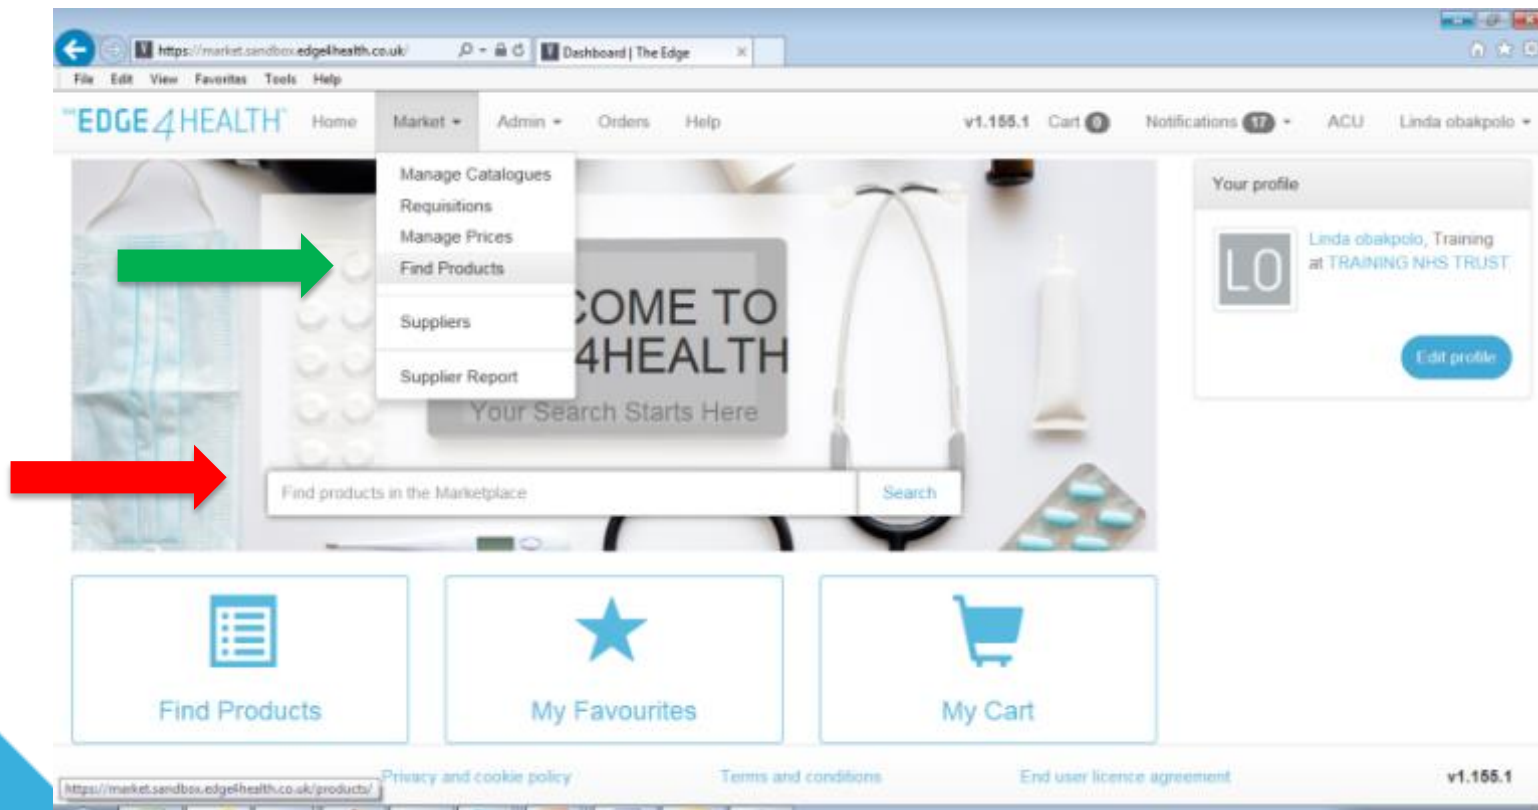 https://market.sandbox.edge4health.co.uk/
Dashboard | The Edge
File Edit View Favorites Tools Help
THE EDGE4HEALTH Home Market Admin Orders Help v1.155.1 Cart 0 Notifications 17 ACU Linda obakpolo
Manage Catalogues
Requisitions
Manage Prices
Find Products
Suppliers
Supplier Report
COME TO
4HEALTH
Your Search Starts Here
Find products in the Marketplace Search
Your profile
LO
Linda obakpolo, Training
at TRAINING NHS TRUST
Edit profile
Find Products My Favourites My Cart
Privacy and cookie policy Terms and conditions End user licence agreement v1.155.1
https://market.sandbox.edge4health.co.uk/products/